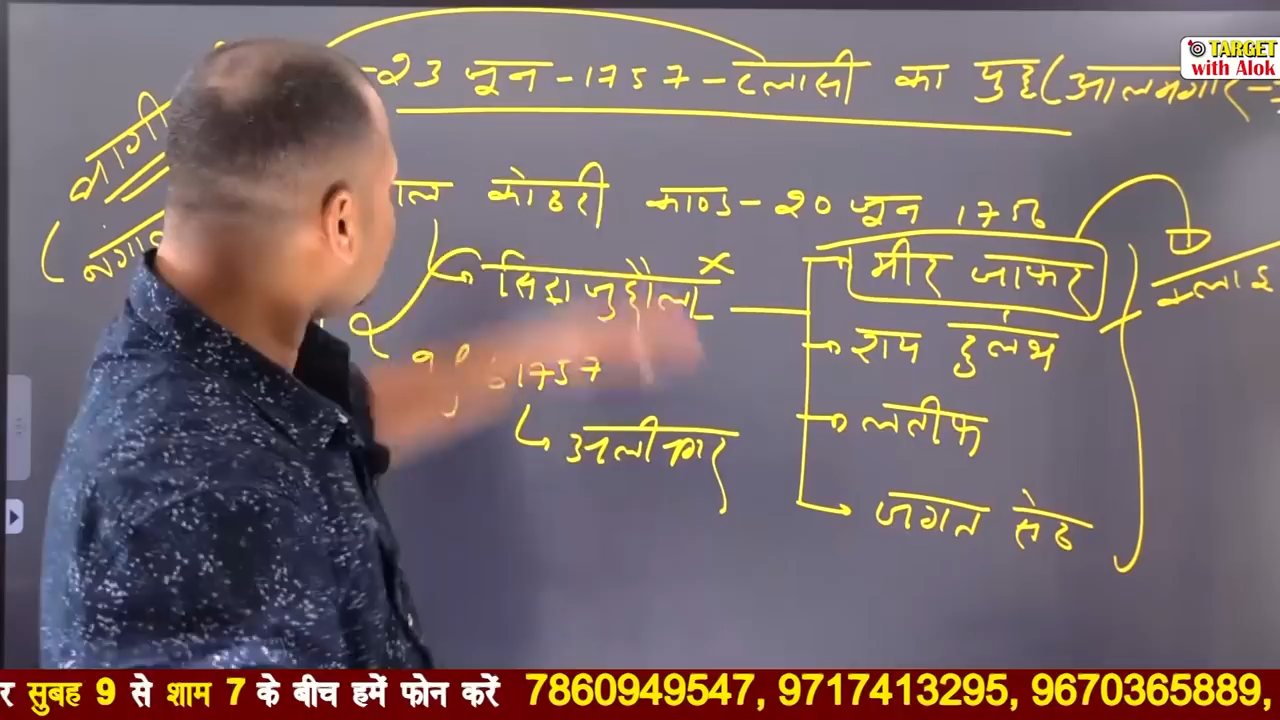 TARGET
with Alok
-23 जून -1757- प्लासी का युद्ध (आलमगीर-
बागी
कोठरी काण्ड - 20 जून 1756
सिराजुद्दौला x
मीर जाफर
क्लाइ
राय दुर्लभ
1757
लतीफ
अलीनगर
जगत सेठ
र सुबह 9 से शाम 7 के बीच हमें फोन करें 7860949547, 9717413295, 9670365889,